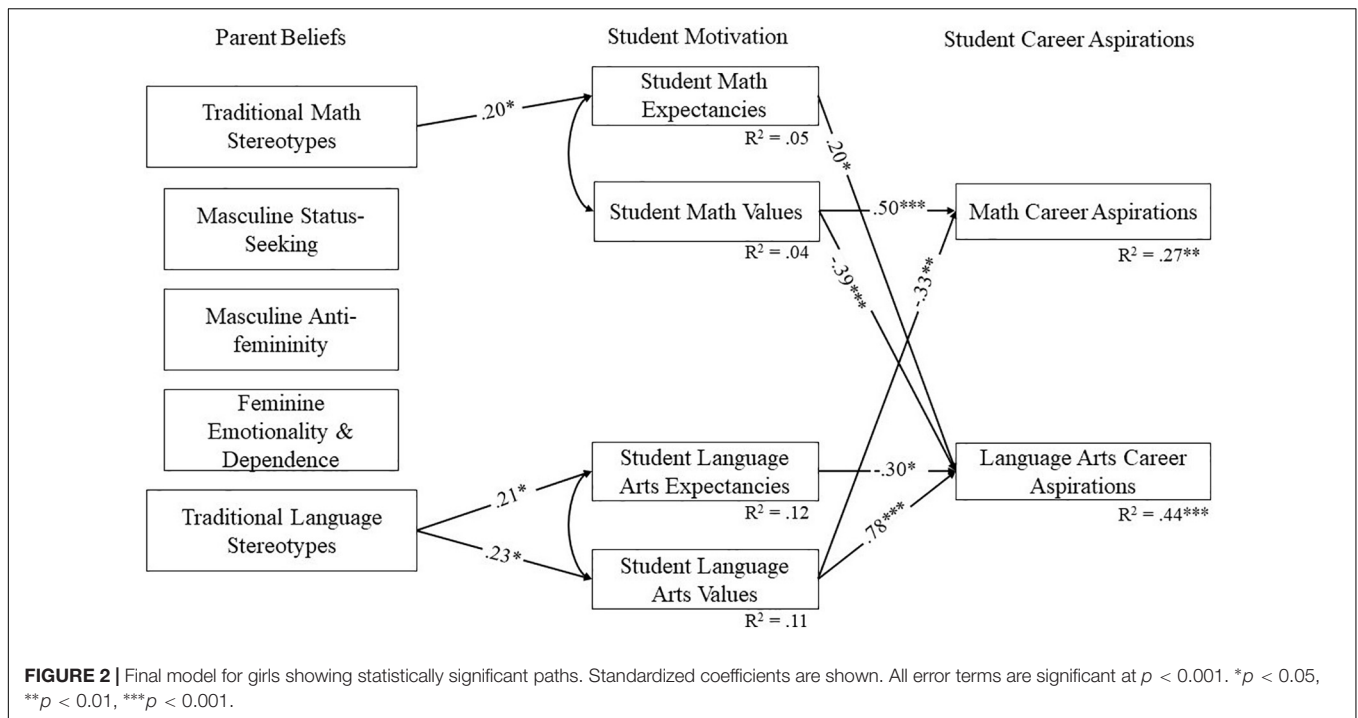 Parent Beliefs
Student Motivation
Student Career Aspirations
Traditional Math
Stereotypes
Masculine Status-
Seeking
Masculine Anti-
femininity
Feminine
Emotionality &
Dependence
Traditional Language
Stereotypes
.20*
.21*
.23*
Student Math
Expectancies
R² = .05
Student Math Values
R² = .04
Student Language
Arts Expectancies
R² = .12
Student Language
Arts Values
R² = .11
.20*
.50***
-.39***
-.33**
-.30*
.78***
Math Career Aspirations
R² = .27**
Language Arts Career
Aspirations
R² = .44***
FIGURE 2 | Final model for girls showing statistically significant paths. Standardized coefficients are shown. All error terms are significant at p < 0.001. *p < 0.05,
**p < 0.01, ***p < 0.001.